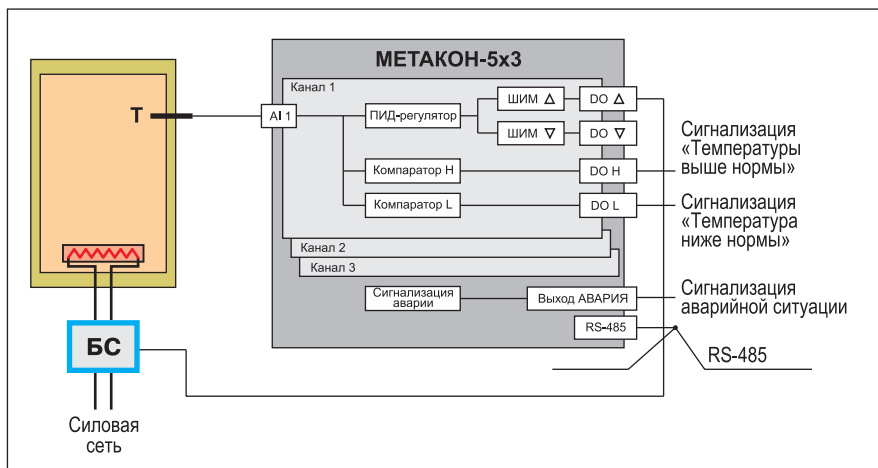 МЕТАКОН-5х3
Канал 1
T
AI 1
ПИД-регулятор
ШИМ Δ
DO Δ
ШИМ ∇
DO ∇
Компаратор H
DO H
Компаратор L
DO L
Сигнализация
«Температуры
выше нормы»
Сигнализация
«Температура
ниже нормы»
Канал 2
Канал 3
Сигнализация
аварии
Выход АВАРИЯ
Сигнализация
аварийной ситуации
RS-485
RS-485
БС
Силовая
сеть